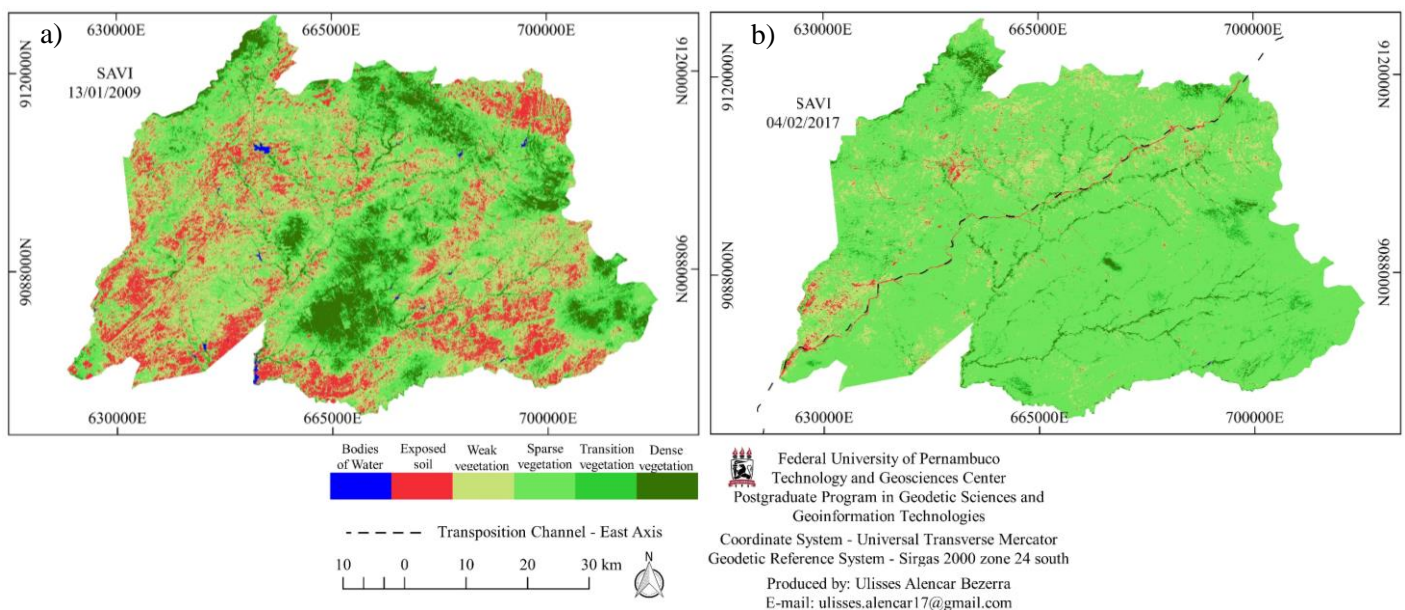 a)
630000E 665000E 700000E
SAVI
13/01/2009
9120000N
9120000N
9088000N
9088000N
630000E 665000E 700000E
b)
630000E 665000E 700000E
SAVI
04/02/2017
9120000N
9120000N
9088000N
9088000N
630000E 665000E 700000E
Bodies
of Water
Exposed
soil
Weak
vegetation
Sparse
vegetation
Transition
vegetation
Dense
vegetation
Transposition Channel - East Axis
10 0 10 20 30 km
N
Federal University of Pernambuco
Technology and Geosciences Center
Postgraduate Program in Geodetic Sciences and
Geoinformation Technologies
Coordinate System - Universal Transverse Mercator
Geodetic Reference System - Sirgas 2000 zone 24 south
Produced by: Ulisses Alencar Bezerra
E-mail: ulisses.alencar17@gmail.com